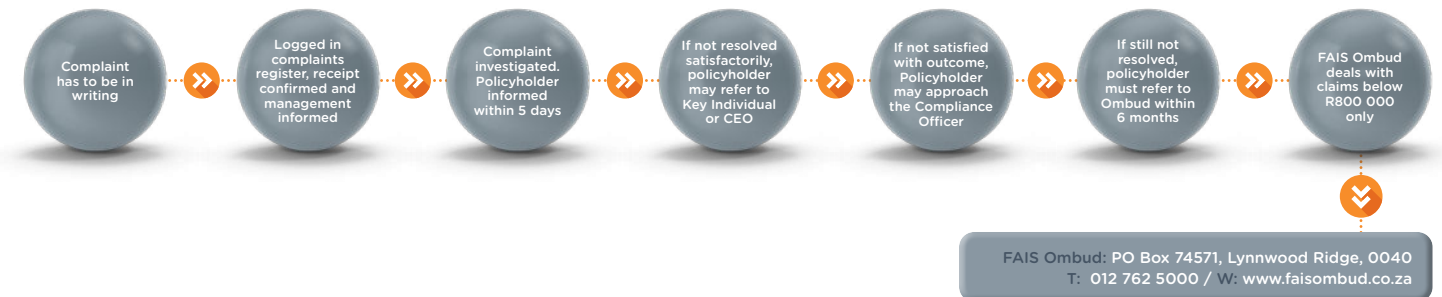 Complaint
has to be in
writing
Logged in
complaints
register, receipt
confirmed and
management
informed
Complaint
investigated.
Policyholder
informed
within 5 days
If not resolved
satisfactorily,
policyholder
may refer to
Key Individual
or CEO
If not satisfied
with outcome,
Policyholder
may approach
the Compliance
Officer
If still not
resolved,
policyholder
must refer to
Ombud within
6 months
FAIS Ombud
deals with
claims below
R800 000
only
FAIS Ombud: PO Box 74571, Lynnwood Ridge, 0040
T: 012 762 5000 / W: www.faisombud.co.za